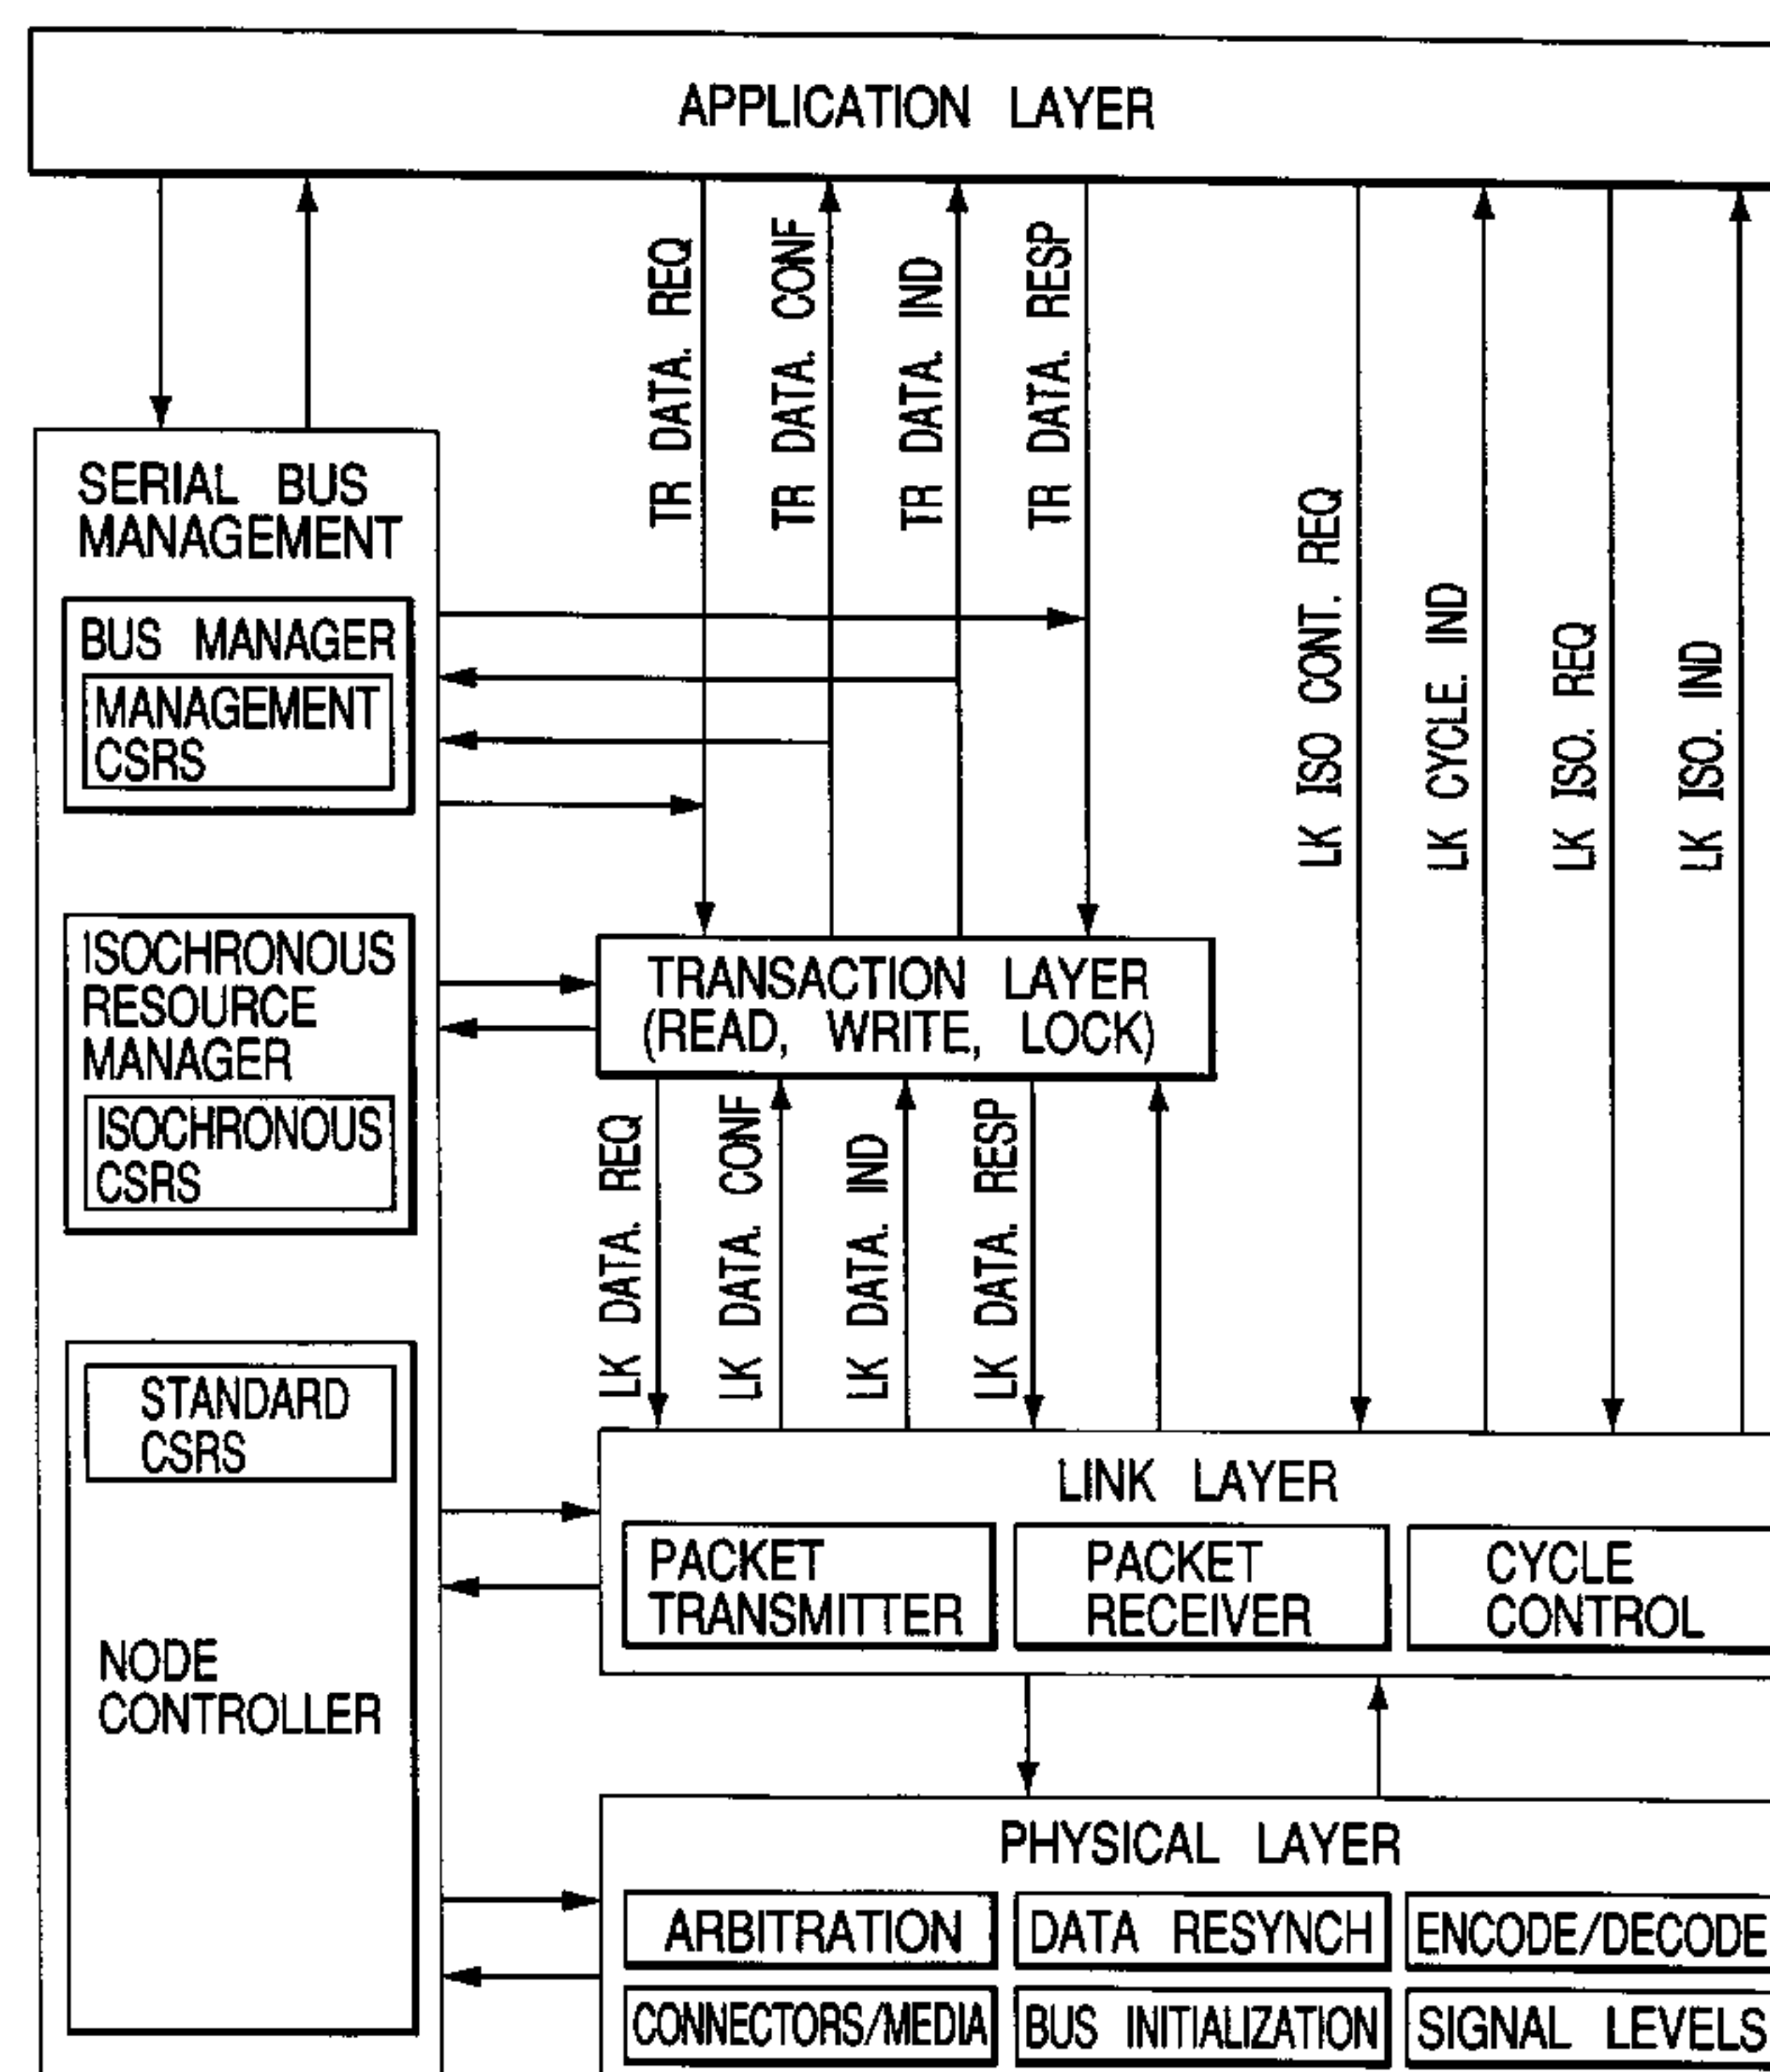 APPLICATION LAYER
TR DATA. REQ
TR DATA. CONF
TR DATA. IND
TR DATA. RESP
LK ISO CONT. REQ
LK CYCLE. IND
LK ISO. REQ
LK ISO. IND
SERIAL BUS
MANAGEMENT
BUS MANAGER
MANAGEMENT
CSRS
ISOCHRONOUS
RESOURCE
MANAGER
ISOCHRONOUS
CSRS
TRANSACTION LAYER
(READ, WRITE, LOCK)
LK DATA. REQ
LK DATA. CONF
LK DATA. IND
LK DATA. RESP
STANDARD
CSRS
NODE
CONTROLLER
LINK LAYER
PACKET
TRANSMITTER
PACKET
RECEIVER
CYCLE
CONTROL
PHYSICAL LAYER
ARBITRATION
DATA RESYNCH
ENCODE/DECODE
CONNECTORS/MEDIA
BUS INITIALIZATION
SIGNAL LEVELS